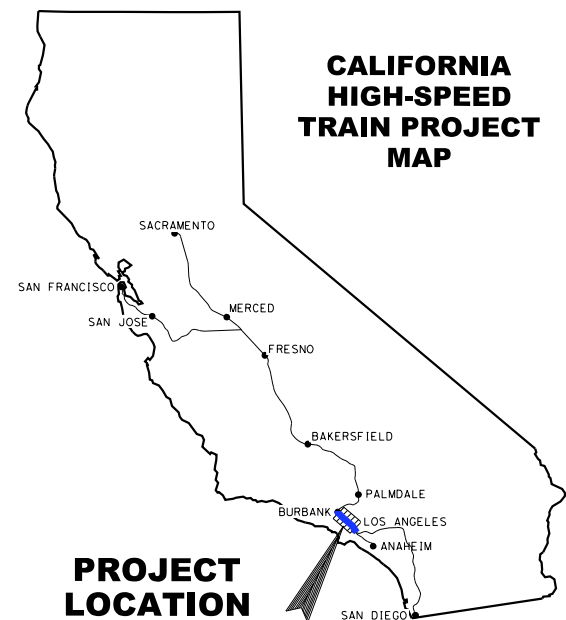 CALIFORNIA
HIGH-SPEED
TRAIN PROJECT
MAP
SACRAMENTO
SAN FRANCISCO
MERCED
SAN JOSE
FRESNO
BAKERSFIELD
PALMDALE
BURBANK
LOS ANGELES
ANAHEIM
PROJECT
LOCATION
SAN DIEGO